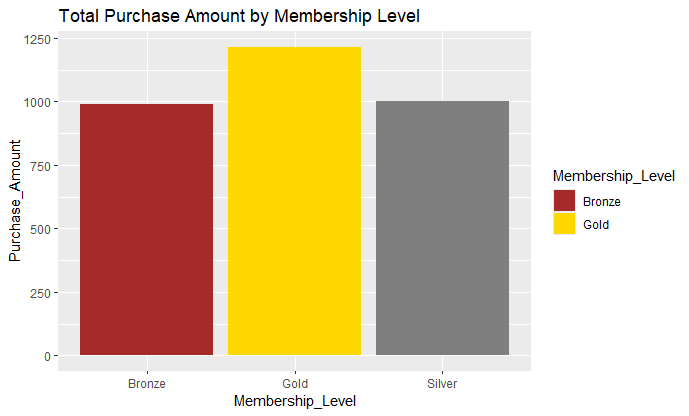 Total Purchase Amount by Membership Level
1250
1000
750
500
250
0
Purchase_Amount
Bronze
Gold
Silver
Membership_Level
Membership_Level
Bronze
Gold